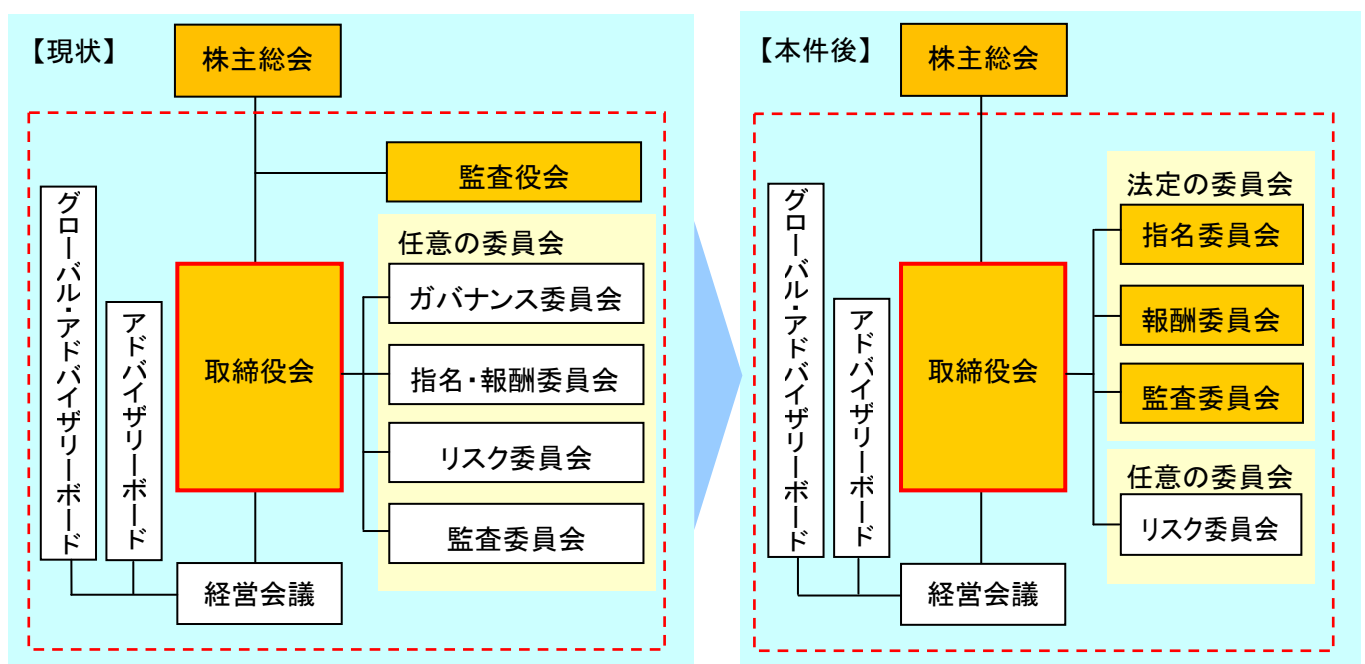 【現状】
株主総会
監査役会
グローバル・アドバイザリーボード
アドバイザリーボード
取締役会
任意の委員会
ガバナンス委員会
指名・報酬委員会
リスク委員会
監査委員会
経営会議
【本件後】
株主総会
グローバル・アドバイザリーボード
アドバイザリーボード
取締役会
法定の委員会
指名委員会
報酬委員会
監査委員会
任意の委員会
リスク委員会
経営会議